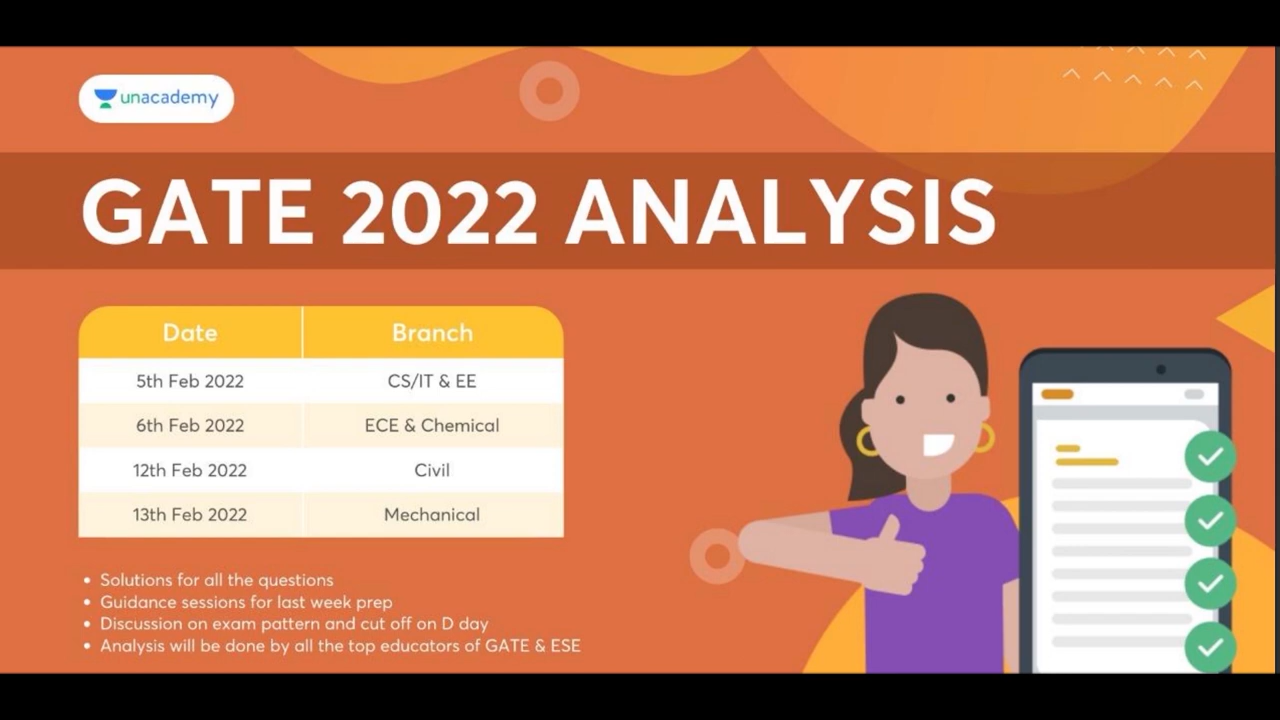 unacademy
GATE 2022 ANALYSIS
Date Branch
5th Feb 2022 CS/IT & EE
6th Feb 2022 ECE & Chemical
12th Feb 2022 Civil
13th Feb 2022 Mechanical
• Solutions for all the questions
• Guidance sessions for last week prep
• Discussion on exam pattern and cut off on D day
• Analysis will be done by all the top educators of GATE & ESE